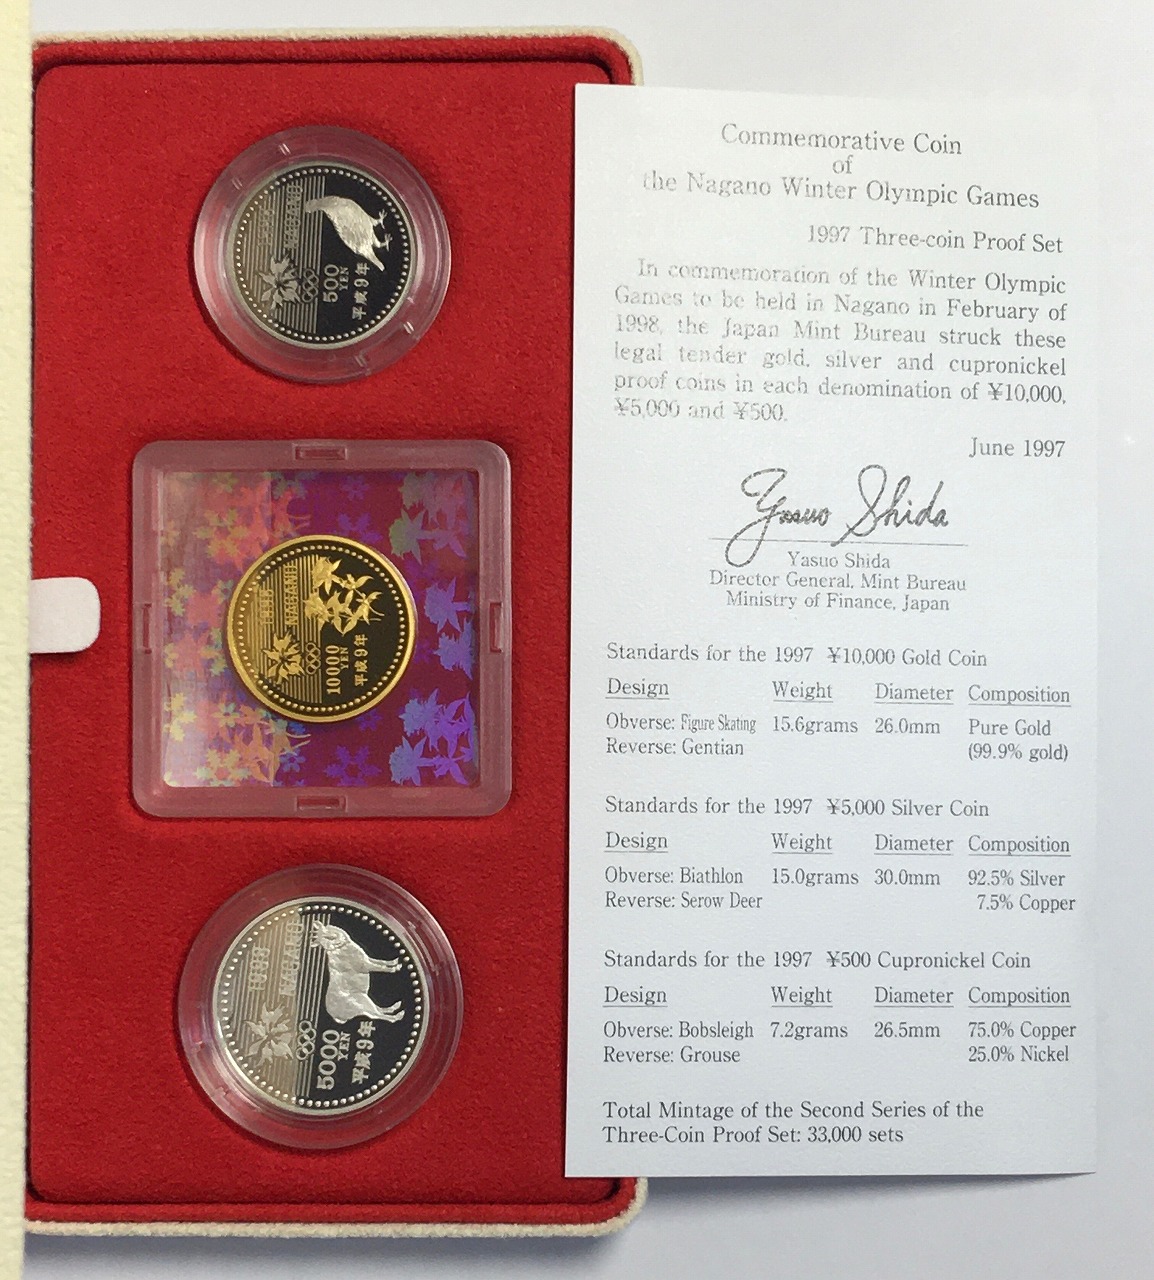 1998
NAGANO
500
YEN
平成9年
1998
NAGANO
10000
YEN
平成9年
1998
NAGANO
5000
YEN
平成9年
Commemorative Coin
of
the Nagano Winter Olympic Games
1997 Three-coin Proof Set
In commemoration of the Winter Olympic
Games to be held in Nagano in February of
1998, the Japan Mint Bureau struck these
legal tender gold, silver and cupronickel
proof coins in each denomination of ¥10,000,
¥5,000 and ¥500.
June 1997
Yasuo Shida
Yasuo Shida
Director General, Mint Bureau
Ministry of Finance, Japan
Standards for the 1997 ¥10,000 Gold Coin
Design Weight Diameter Composition
Obverse: Figure Skating 15.6grams 26.0mm Pure Gold
Reverse: Gentian (99.9% gold)
Standards for the 1997 ¥5,000 Silver Coin
Design Weight Diameter Composition
Obverse: Biathlon 15.0grams 30.0mm 92.5% Silver
Reverse: Serow Deer 7.5% Copper
Standards for the 1997 ¥500 Cupronickel Coin
Design Weight Diameter Composition
Obverse: Bobsleigh 7.2grams 26.5mm 75.0% Copper
Reverse: Grouse 25.0% Nickel
Total Mintage of the Second Series of the
Three-Coin Proof Set: 33,000 sets